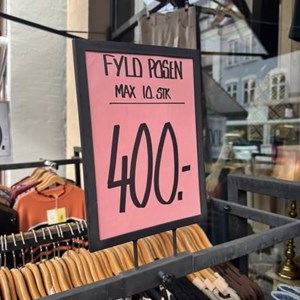 FYLD POSEN
MAX 10. STK
400.-